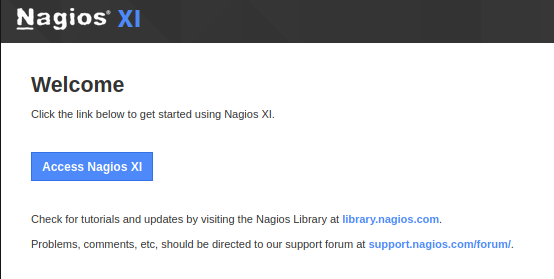 Nagios® XI
Welcome
Click the link below to get started using Nagios XI.
Access Nagios XI
Check for tutorials and updates by visiting the Nagios Library at library.nagios.com.
Problems, comments, etc, should be directed to our support forum at support.nagios.com/forum/.